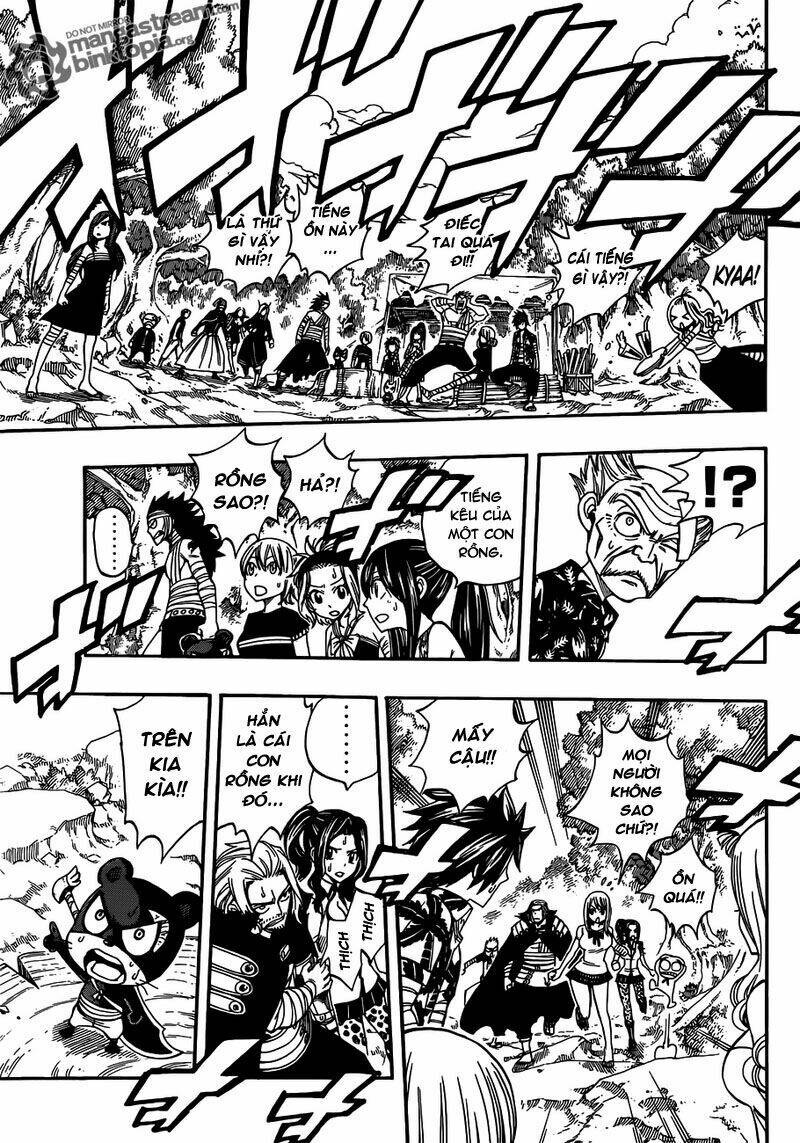 DO NOT MIRROR
mangastream.com
binktopia.org
KYAA!
CÁI TIẾNG
GÌ VẬY?!
ĐIẾC
TAI QUÁ
ĐI!!
TIẾNG
ỒN NÀY
...
LÀ THỨ
GÌ VẬY
NHỈ?!
!?
TIẾNG
KÊU CỦA
MỘT CON
RỒNG.
HẢ?!
RỒNG
SAO?!
......
MỌI
NGƯỜI
KHÔNG
SAO
CHỨ?!
ỒN
QUÁ!!
MẤY
CẬU!!
......
HẲN
LÀ CÁI
CON
RỒNG KHI
ĐÓ...
THỊCH
THỊCH
TRÊN
KIA
KÌA!!